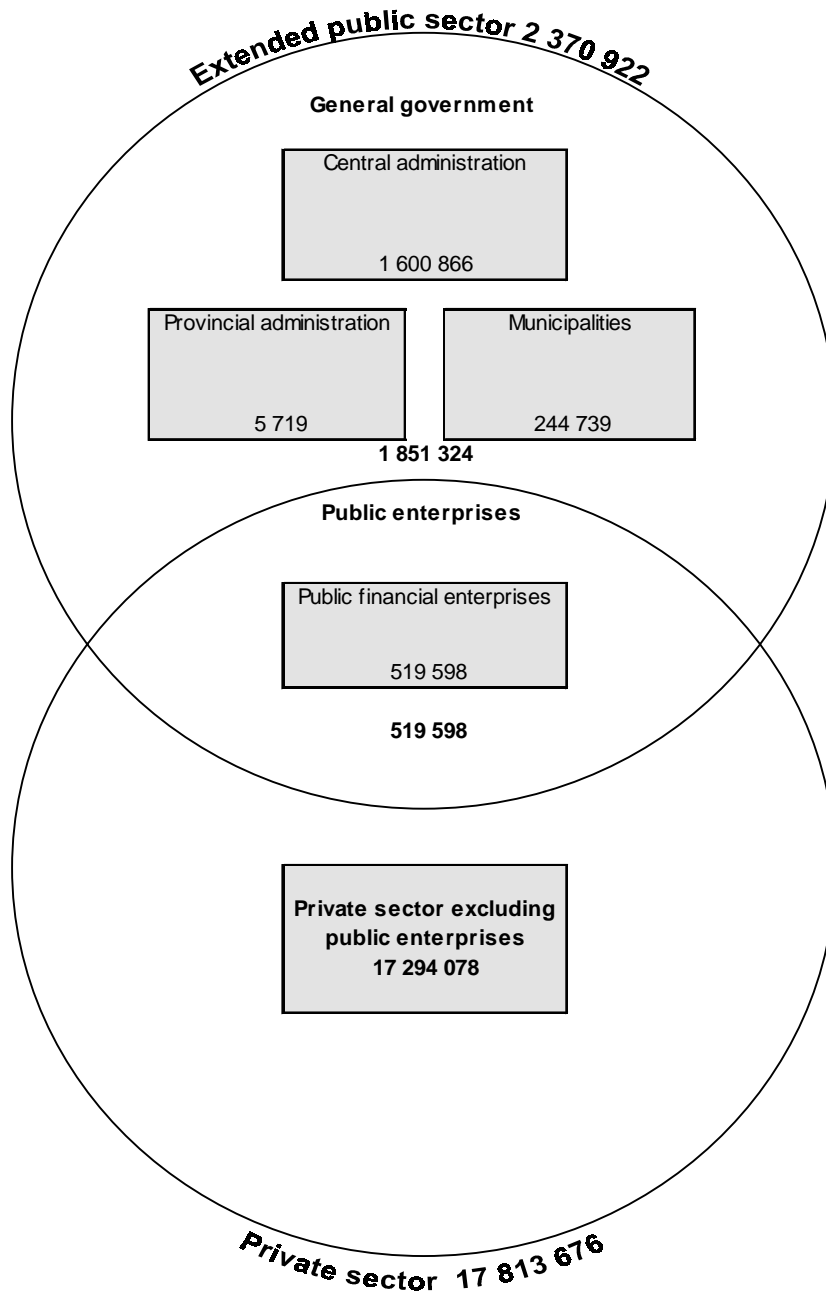 Extended public sector 2 370 922
General government
Central administration
1 600 866
Provincial administration
5 719
Municipalities
244 739
1 851 324
Public enterprises
Public financial enterprises
519 598
519 598
Private sector excluding
public enterprises
17 294 078
Private sector 17 813 676